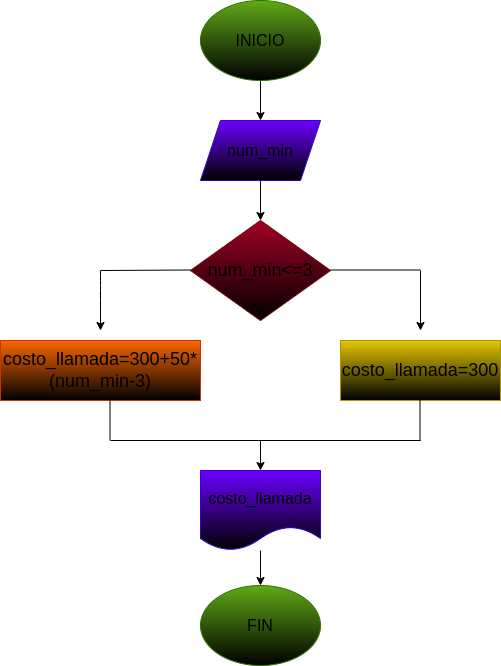 INICIO
num_min
num_min<=3
costo_llamada=300+50*
(num_min-3)
costo_llamada=300
costo_llamada
FIN